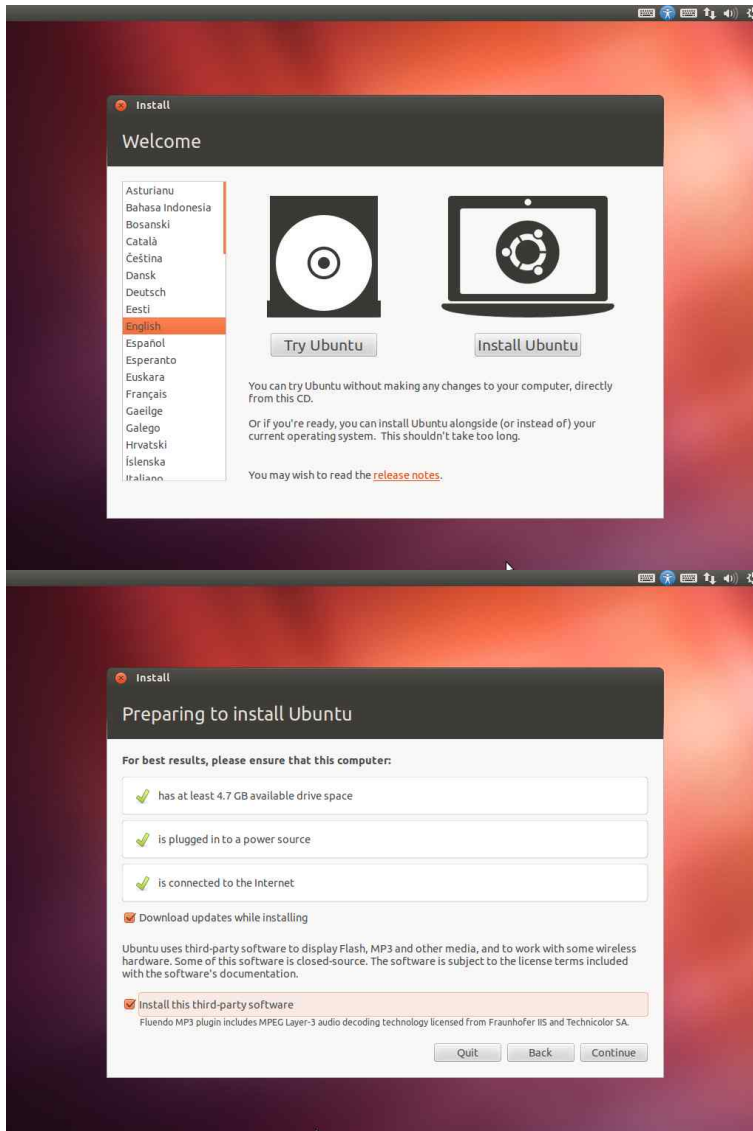 Install
Welcome
Asturianu
Bahasa Indonesia
Bosanski
Català
Čeština
Dansk
Deutsch
Eesti
English
Español
Esperanto
Euskara
Français
Gaeilge
Galego
Hrvatski
Íslenska
Italiano
Try Ubuntu
Install Ubuntu
You can try Ubuntu without making any changes to your computer, directly
from this CD.
Or if you're ready, you can install Ubuntu alongside (or instead of) your
current operating system. This shouldn't take too long.
You may wish to read the release notes.
Install
Preparing to install Ubuntu
For best results, please ensure that this computer:
has at least 4.7 GB available drive space
is plugged in to a power source
is connected to the Internet
Download updates while installing
Ubuntu uses third-party software to display Flash, MP3 and other media, and to work with some wireless
hardware. Some of this software is closed-source. The software is subject to the license terms included
with the software's documentation.
Install this third-party software
Fluendo MP3 plugin includes MPEG Layer-3 audio decoding technology licensed from Fraunhofer IIS and Technicolor SA.
Quit
Back
Continue